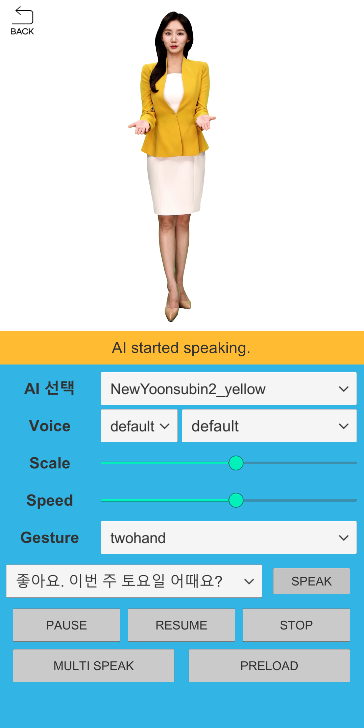 BACK
AI started speaking.
AI 선택
NewYoonsubin2_yellow
Voice
default
default
Scale
Speed
Gesture
twohand
좋아요. 이번 주 토요일 어때요?
SPEAK
PAUSE
RESUME
STOP
MULTI SPEAK
PRELOAD